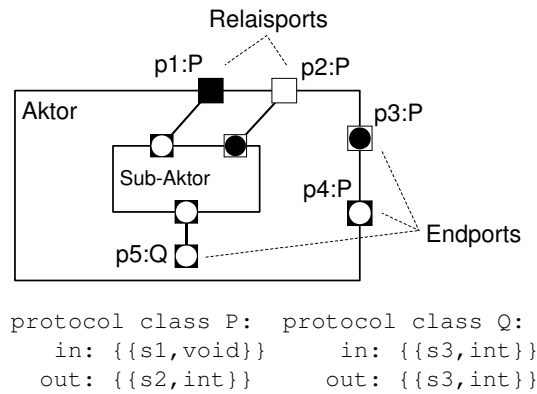 Relaisports
p1:P
p2:P
Aktor
p3:P
Sub-Aktor
p4:P
Endports
p5:Q
protocol class P: protocol class Q:
in: {{s1,void}} in: {{s3,int}}
out: {{s2,int}} out: {{s3,int}}